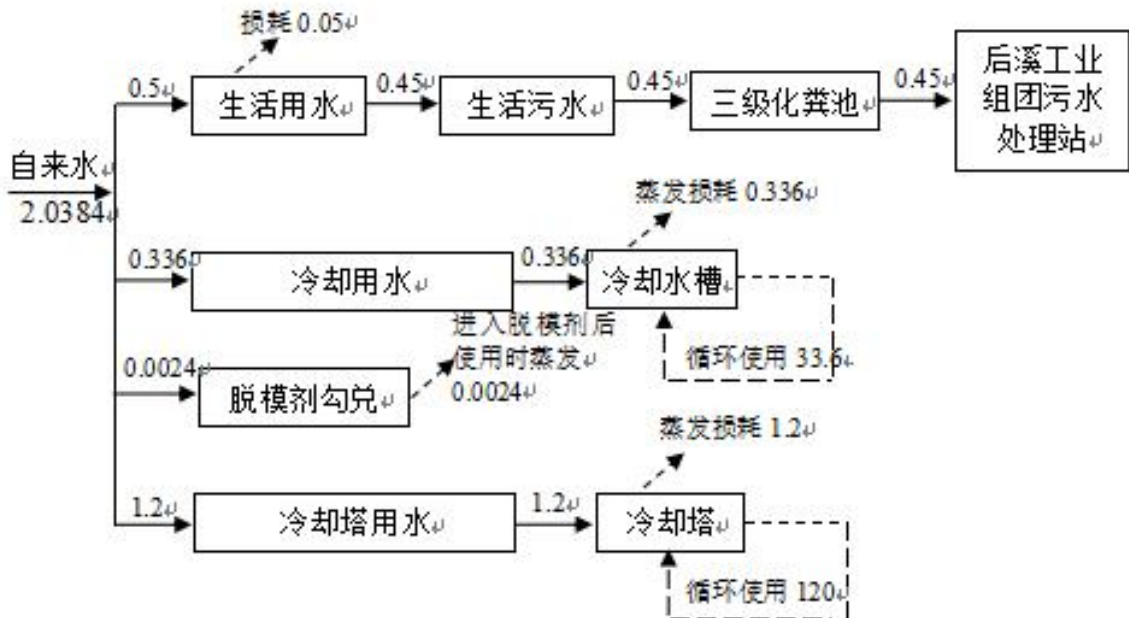 损耗 0.05
0.5
生活用水
0.45
生活污水
0.45
三级化粪池
0.45
后溪工业
组团污水
处理站
自来水
2.0384
蒸发损耗 0.336
0.336
冷却用水
0.336
冷却水槽
循环使用 33.6
进入脱模剂后
使用时蒸发
0.0024
0.0024
脱模剂勾兑
蒸发损耗 1.2
1.2
冷却塔用水
1.2
冷却塔
循环使用 120